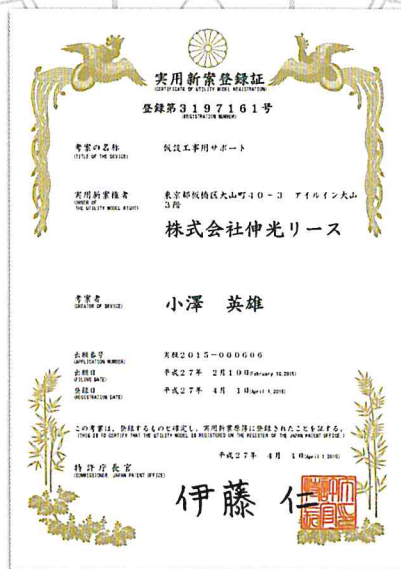 実用新案登録証
(CERTIFICATE OF UTILITY MODEL REGISTRATION)
登録第3197161号
(REGISTRATION NUMBER)
考案の名称
(TITLE OF THE DEVICE)
仮設工事用サポート
実用新案権者
(OWNER OF THE UTILITY MODEL RIGHT)
東京都板橋区大山町40-3 アイルイン大山
3階
株式会社伸光リース
考案者
(CREATOR OF DEVICE)
小澤 英雄
出願番号
(APPLICATION NUMBER)
実願2015-000606
出願日
(FILING DATE)
平成27年 2月10日(February 10,2015)
登録日
(REGISTRATION DATE)
平成27年 4月 1日(April 1,2015)
この考案は、登録するものと確定し、実用新案原簿に登録されたことを証する。
(THIS IS TO CERTIFY THAT THE UTILITY MODEL IS REGISTERED ON THE REGISTER OF THE JAPAN PATENT OFFICE.)
平成27年 4月 1日(April 1,2015)
特許庁長官
(COMMISSIONER, JAPAN PATENT OFFICE)
伊藤 仁